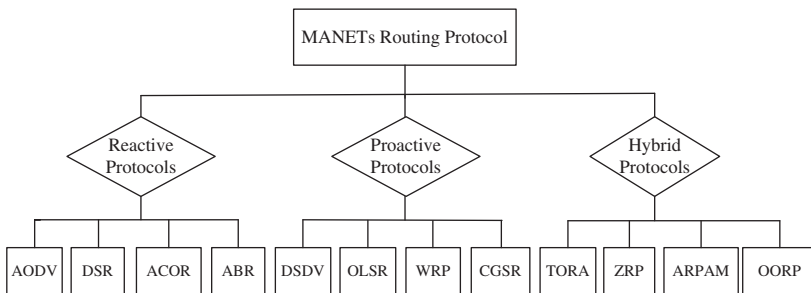 MANETs Routing Protocol
Reactive
Protocols
Proactive
Protocols
Hybrid
Protocols
AODV
DSR
ACOR
ABR
DSDV
OLSR
WRP
CGSR
TORA
ZRP
ARPAM
OORP